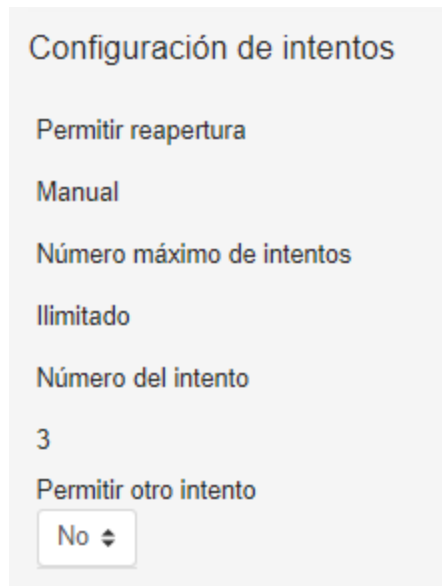 Configuración de intentos
Permitir reapertura
Manual
Número máximo de intentos
Ilimitado
Número del intento
3
Permitir otro intento
No